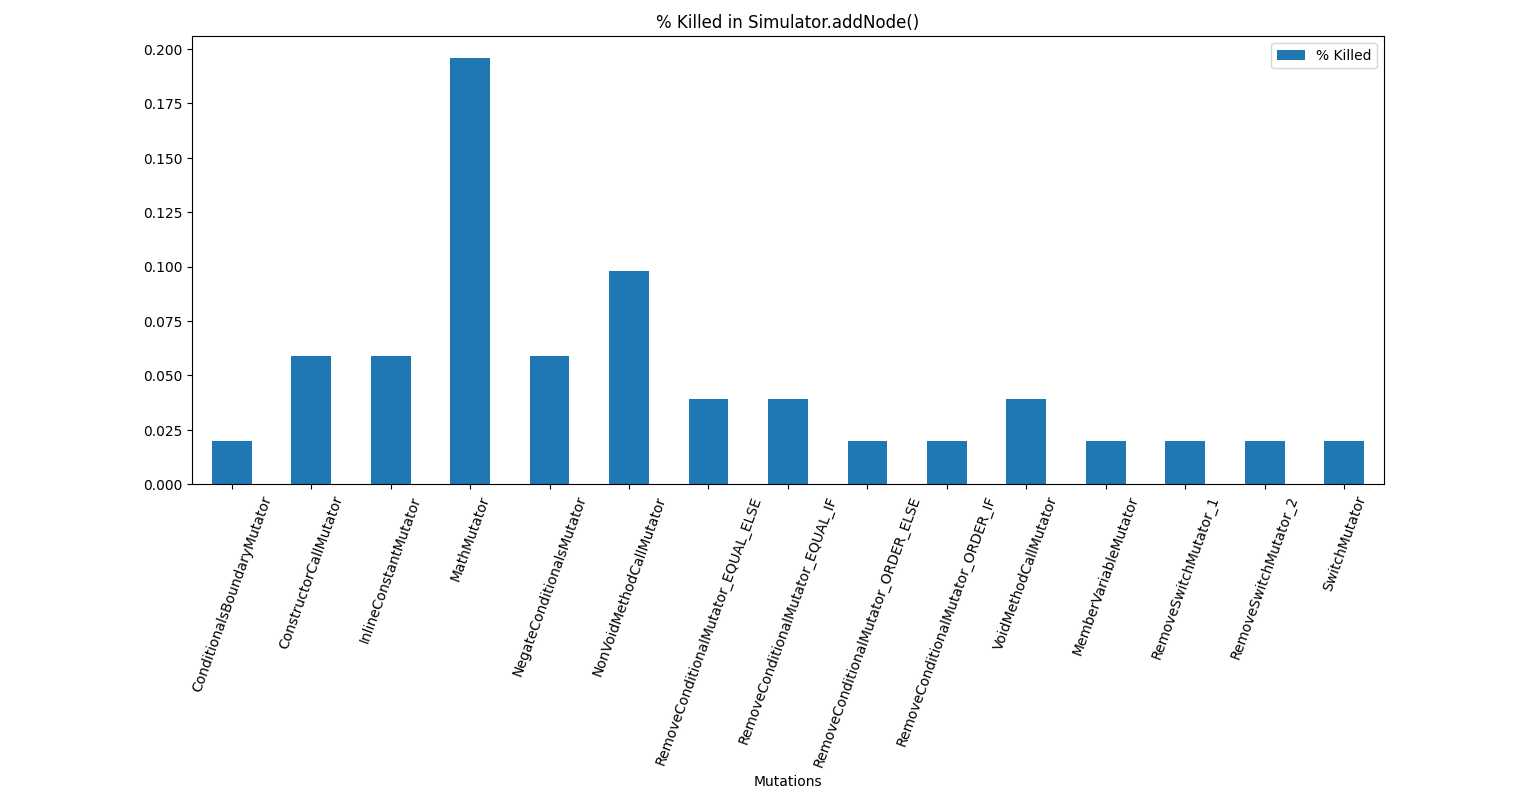 % Killed in Simulator.addNode()
% Killed
0.200
0.175
0.150
0.125
0.100
0.075
0.050
0.025
0.000
ConditionalsBoundaryMutator
ConstructorCallMutator
InlineConstantMutator
MathMutator
NegateConditionalsMutator
NonVoidMethodCallMutator
RemoveConditionalMutator_EQUAL_ELSE
RemoveConditionalMutator_EQUAL_IF
RemoveConditionalMutator_ORDER_ELSE
RemoveConditionalMutator_ORDER_IF
VoidMethodCallMutator
MemberVariableMutator
RemoveSwitchMutator_1
RemoveSwitchMutator_2
SwitchMutator
Mutations